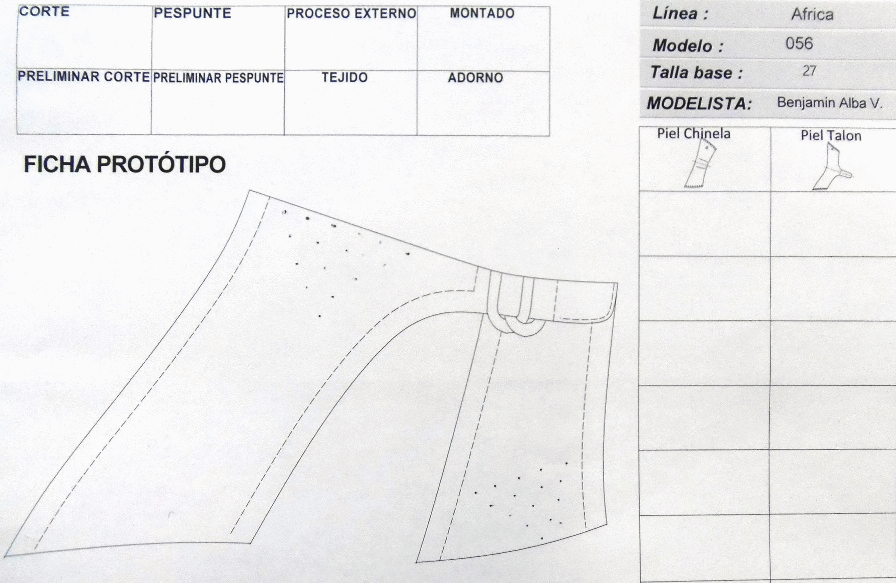 CORTE PESPUNTE PROCESO EXTERNO MONTADO
PRELIMINAR CORTE PRELIMINAR PESPUNTE TEJIDO ADORNO
FICHA PROTÓTIPO
Línea : Africa
Modelo : 056
Talla base : 27
MODELISTA: Benjamin Alba V.
Piel Chinela Piel Talon